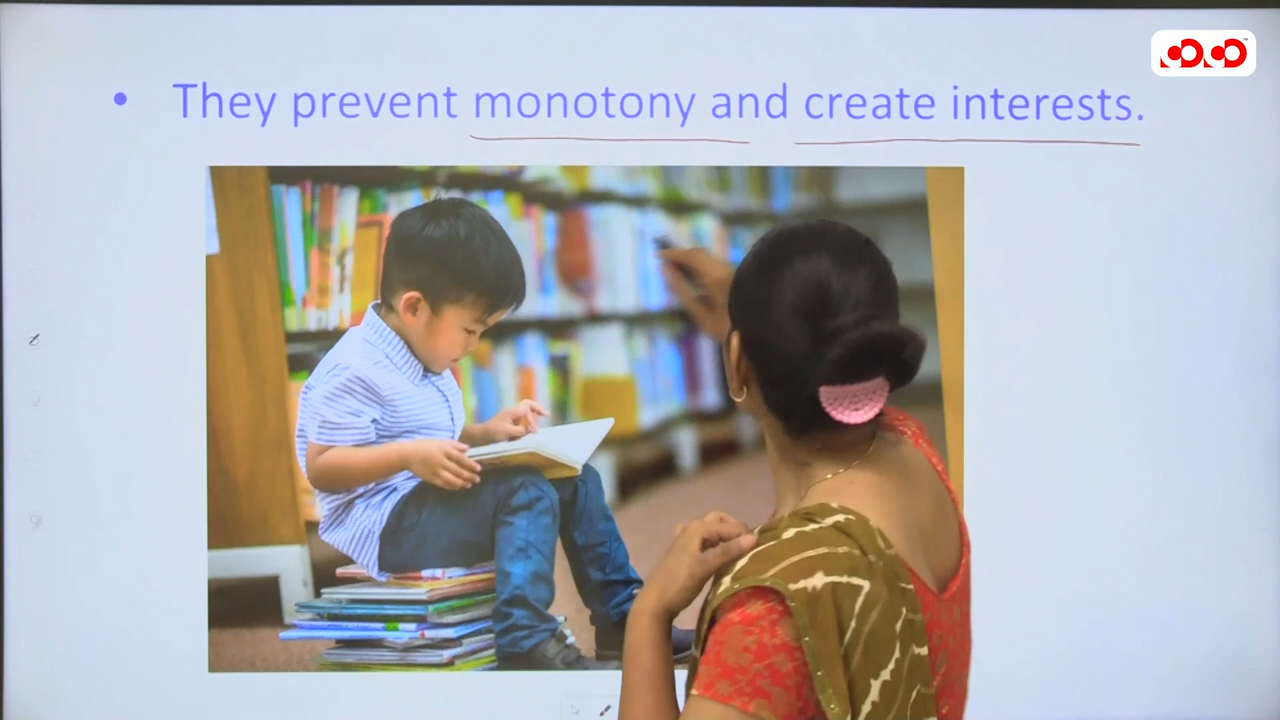 • They prevent monotony and create interests.